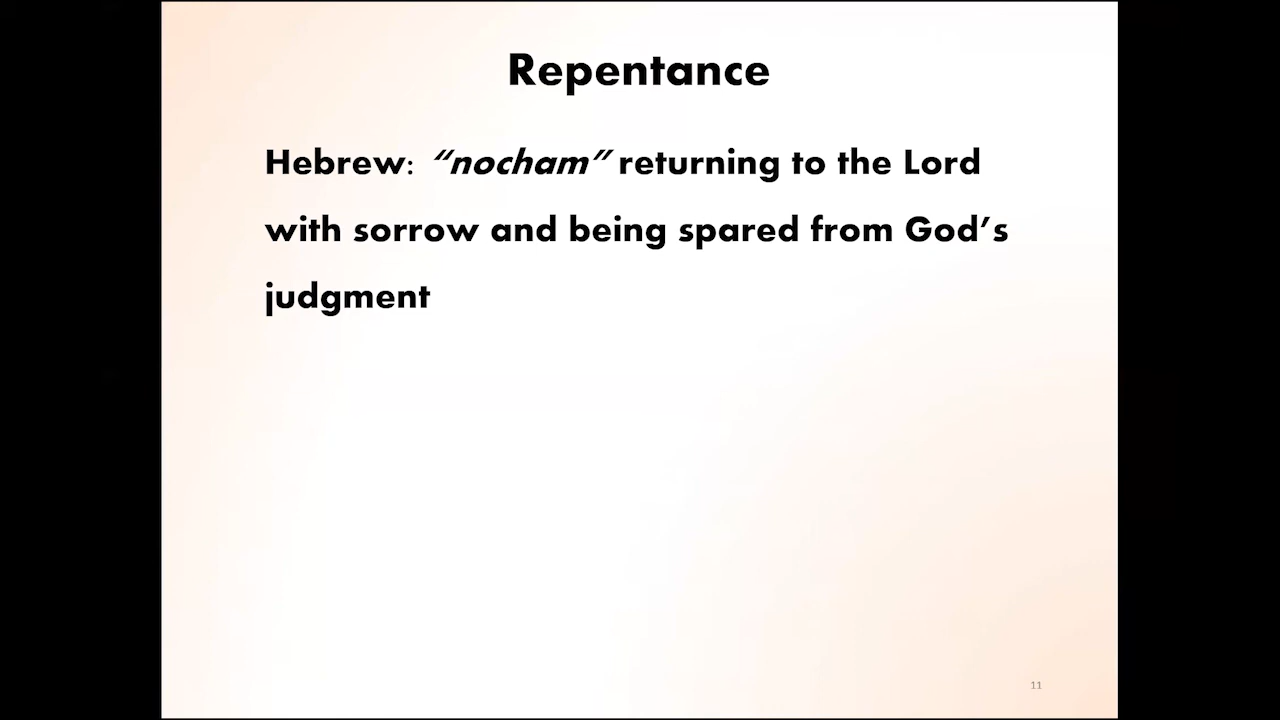 Repentance
Hebrew: “nocham” returning to the Lord
with sorrow and being spared from God’s
judgment
11